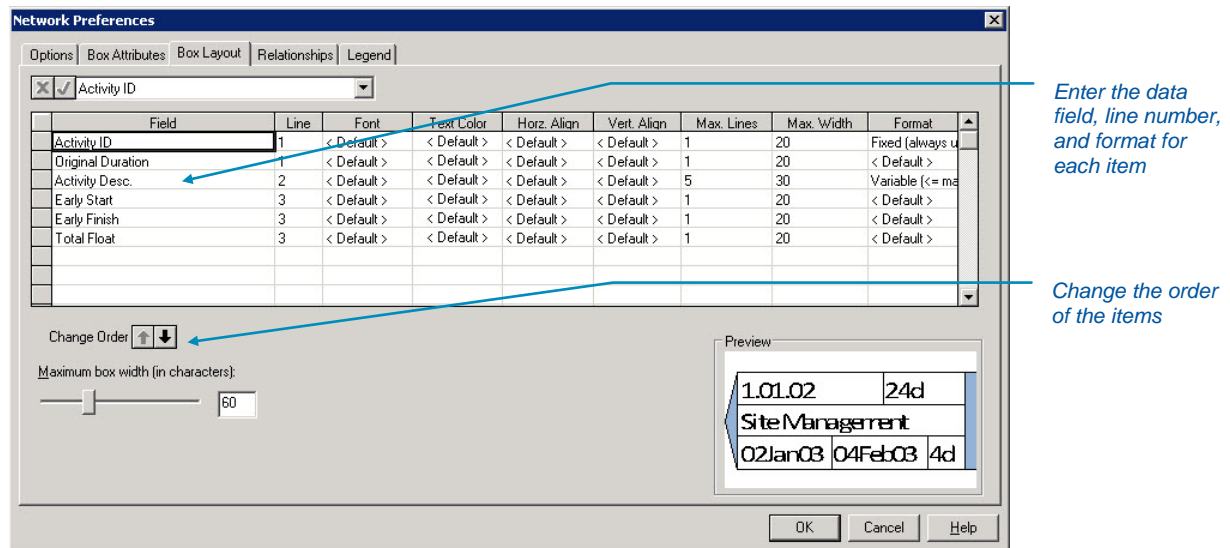 Network Preferences
Options Box Attributes Box Layout Relationships Legend
Activity ID
Field Line Font Text Color Horz. Align Vert. Align Max. Lines Max. Width Format
Activity ID 1 < Default > < Default > < Default > < Default > 1 20 Fixed (always u
Original Duration 1 < Default > < Default > < Default > < Default > 1 20 < Default >
Activity Desc. 2 < Default > < Default > < Default > < Default > 5 30 Variable (<= ma
Early Start 3 < Default > < Default > < Default > < Default > 1 20 < Default >
Early Finish 3 < Default > < Default > < Default > < Default > 1 20 < Default >
Total Float 3 < Default > < Default > < Default > < Default > 1 20 < Default >
Enter the data
field, line number,
and format for
each item
Change the order
of the items
Change Order
Maximum box width (in characters):
60
Preview
1.01.02 24d
Site Management
02Jan03 04Feb03 4d
OK Cancel Help